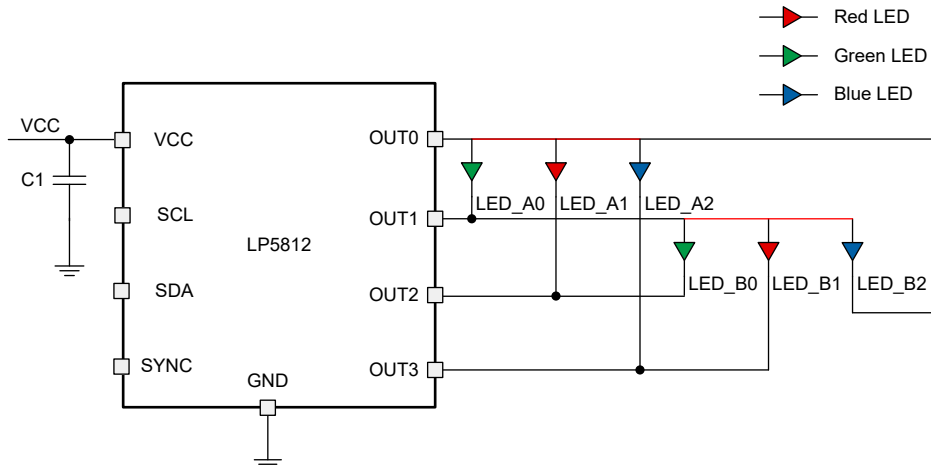 Red LED
Green LED
Blue LED
VCC
VCC
OUT0
C1
SCL
OUT1
LED_A0
LED_A1
LED_A2
LP5812
SDA
OUT2
LED_B0
LED_B1
LED_B2
SYNC
OUT3
GND